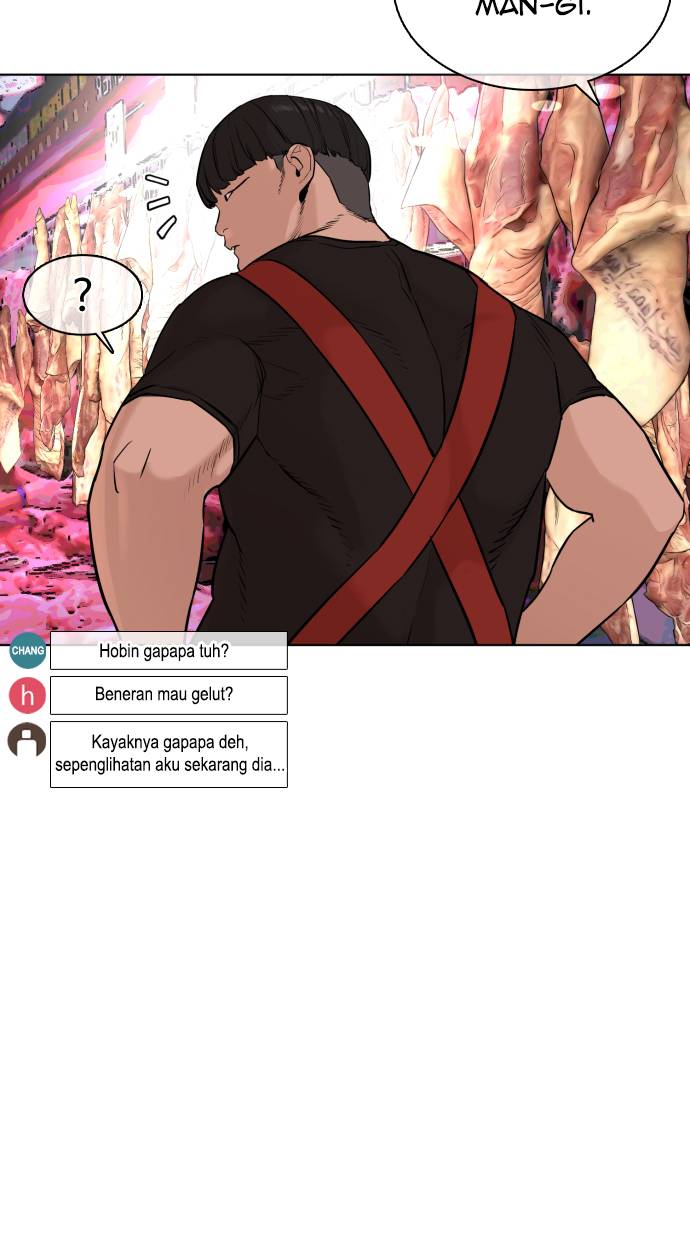 MAN-GI.
?
CHANG
Hobin gapapa tuh?
h
Beneran mau gelut?
Kayaknya gapapa deh,
sepenglihatan aku sekarang dia...